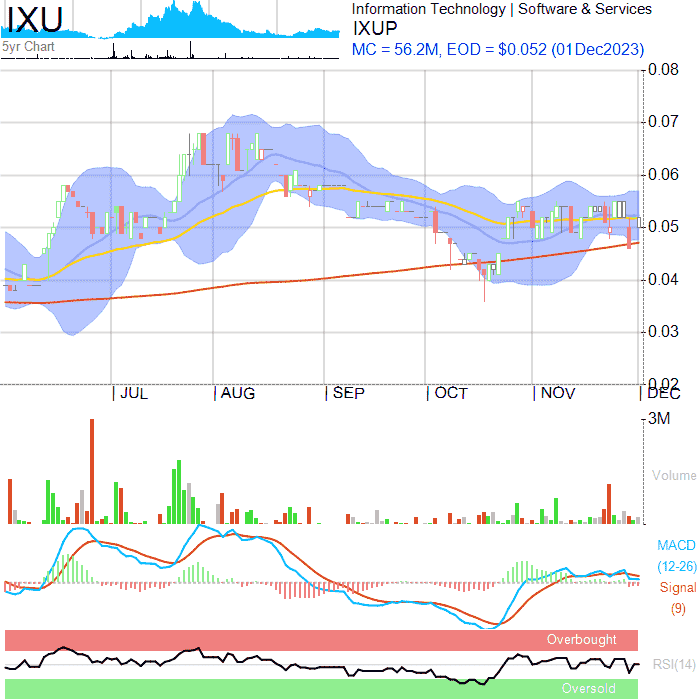 IXU
5yr Chart
Information Technology | Software & Services
IXUP
MC = 56.2M, EOD = $0.052 (01Dec2023)
0.08
0.07
0.06
0.05
0.04
0.03
0.02
JUL AUG SEP OCT NOV DEC
3M
Volume
MACD
(12-26)
Signal
(9)
Overbought
RSI(14)
Oversold